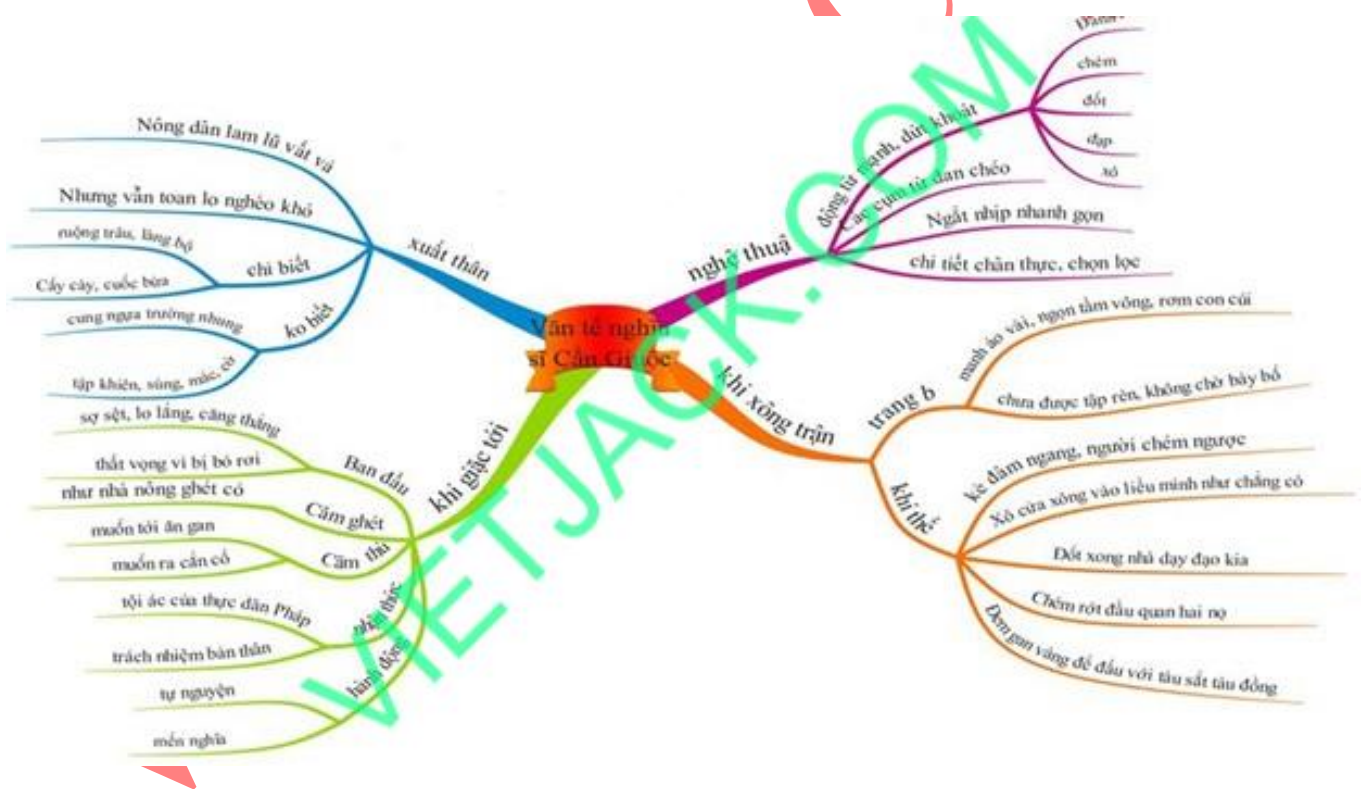 Văn tế nghĩn
sĩ Cần Giuộc
xuất thân
Nông dân lam lũ vất vả
Nhưng vẫn toan lo nghèo khó
chỉ biết
ruộng trâu, làng bộ
Cấy cày, cuốc bừa
ko biết
cung ngựa trường nhung
tập khiên, súng, mác, cờ
khi giặc tới
Ban đầu
sợ sệt, lo lắng, căng thẳng
thất vọng vì bị bỏ rơi
Căm ghét
như nhà nông ghét cỏ
Căm thù
muốn tới ăn gan
muốn ra cắn cổ
nhận thức
tội ác của thực dân Pháp
trách nhiệm bản thân
hành động
tự nguyện
mến nghĩa
nghệ thuậ
động từ mạnh, dứt khoát
chém
đốt
đạp
xô
Các cụm từ đan chéo
Ngắt nhịp nhanh gọn
chi tiết chân thực, chọn lọc
khi xông trận
trang b
manh áo vải, ngọn tầm vông, rơm con cúi
chưa được tập rèn, không chờ bày bố
khí thế
kẻ đâm ngang, người chém ngược
Xô cửa xông vào liều mình như chẳng có
Đốt xong nhà dạy đạo kia
Chém rớt đầu quan hai nọ
Đem gan vàng để đấu với tàu sắt tàu đồng
VIETJACK.COM